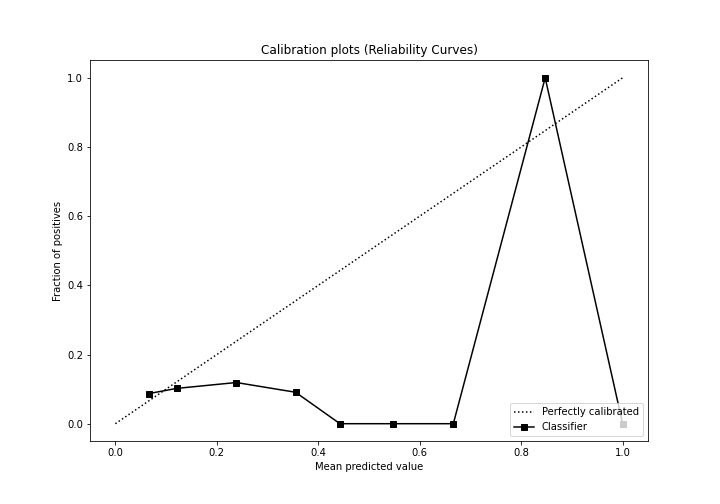 Calibration plots (Reliability Curves)
Fraction of positives
1.0
0.8
0.6
0.4
0.2
0.0
0.0 0.2 0.4 0.6 0.8 1.0
Mean predicted value
Perfectly calibrated
Classifier